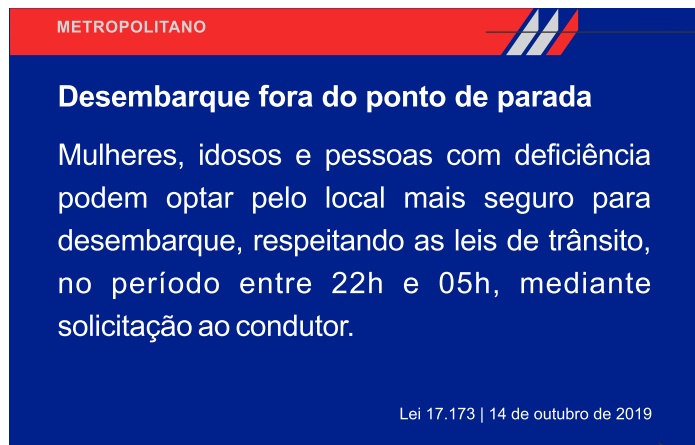 METROPOLITANO
Desembarque fora do ponto de parada
Mulheres, idosos e pessoas com deficiência
podem optar pelo local mais seguro para
desembarque, respeitando as leis de trânsito,
no período entre 22h e 05h, mediante
solicitação ao condutor.
Lei 17.173 | 14 de outubro de 2019